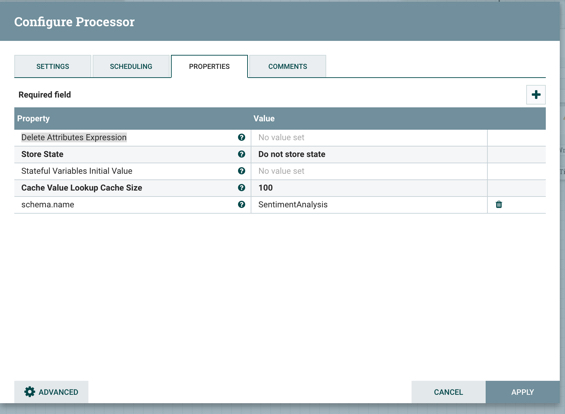 Configure Processor
SETTINGS SCHEDULING PROPERTIES COMMENTS
Required field
Property Value
Delete Attributes Expression No value set
Store State Do not store state
Stateful Variables Initial Value No value set
Cache Value Lookup Cache Size 100
schema.name SentimentAnalysis
ADVANCED CANCEL APPLY